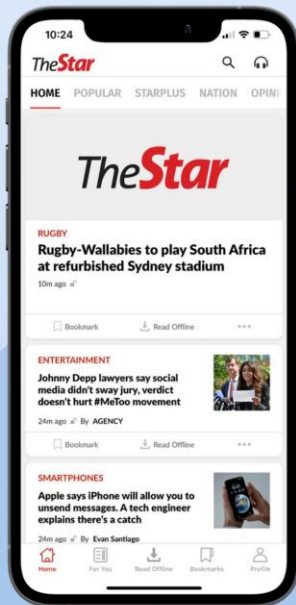 10:24
TheStar
HOME POPULAR STARPLUS NATION OPINI
TheStar
RUGBY
Rugby-Wallabies to play South Africa
at refurbished Sydney stadium
10m ago
Bookmark Read Offline
ENTERTAINMENT
Johnny Depp lawyers say social
media didn't sway jury, verdict
doesn't hurt #MeToo movement
24m ago By AGENCY
Bookmark Read Offline
SMARTPHONES
Apple says iPhone will allow you to
unsend messages. A tech engineer
explains there's a catch
24m ago By Evan Santiago
Home For You Read Offline Bookmarks Profile